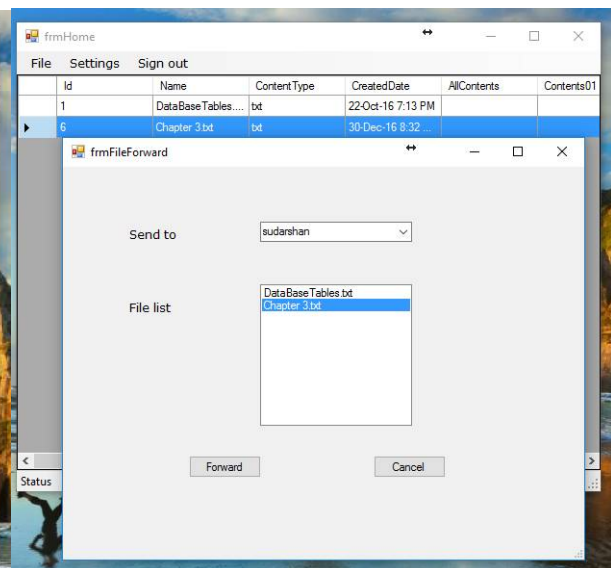 frmHome
File Settings Sign out
Id Name ContentType CreatedDate AllContents Contents01
1 DataBaseTables.... txt 22-Oct-16 7:13 PM
6 Chapter 3.txt txt 30-Dec-16 8:32 ...
frmFileForward
Send to sudarshan
File list
DataBaseTables.txt
Chapter 3.txt
Forward Cancel
Status